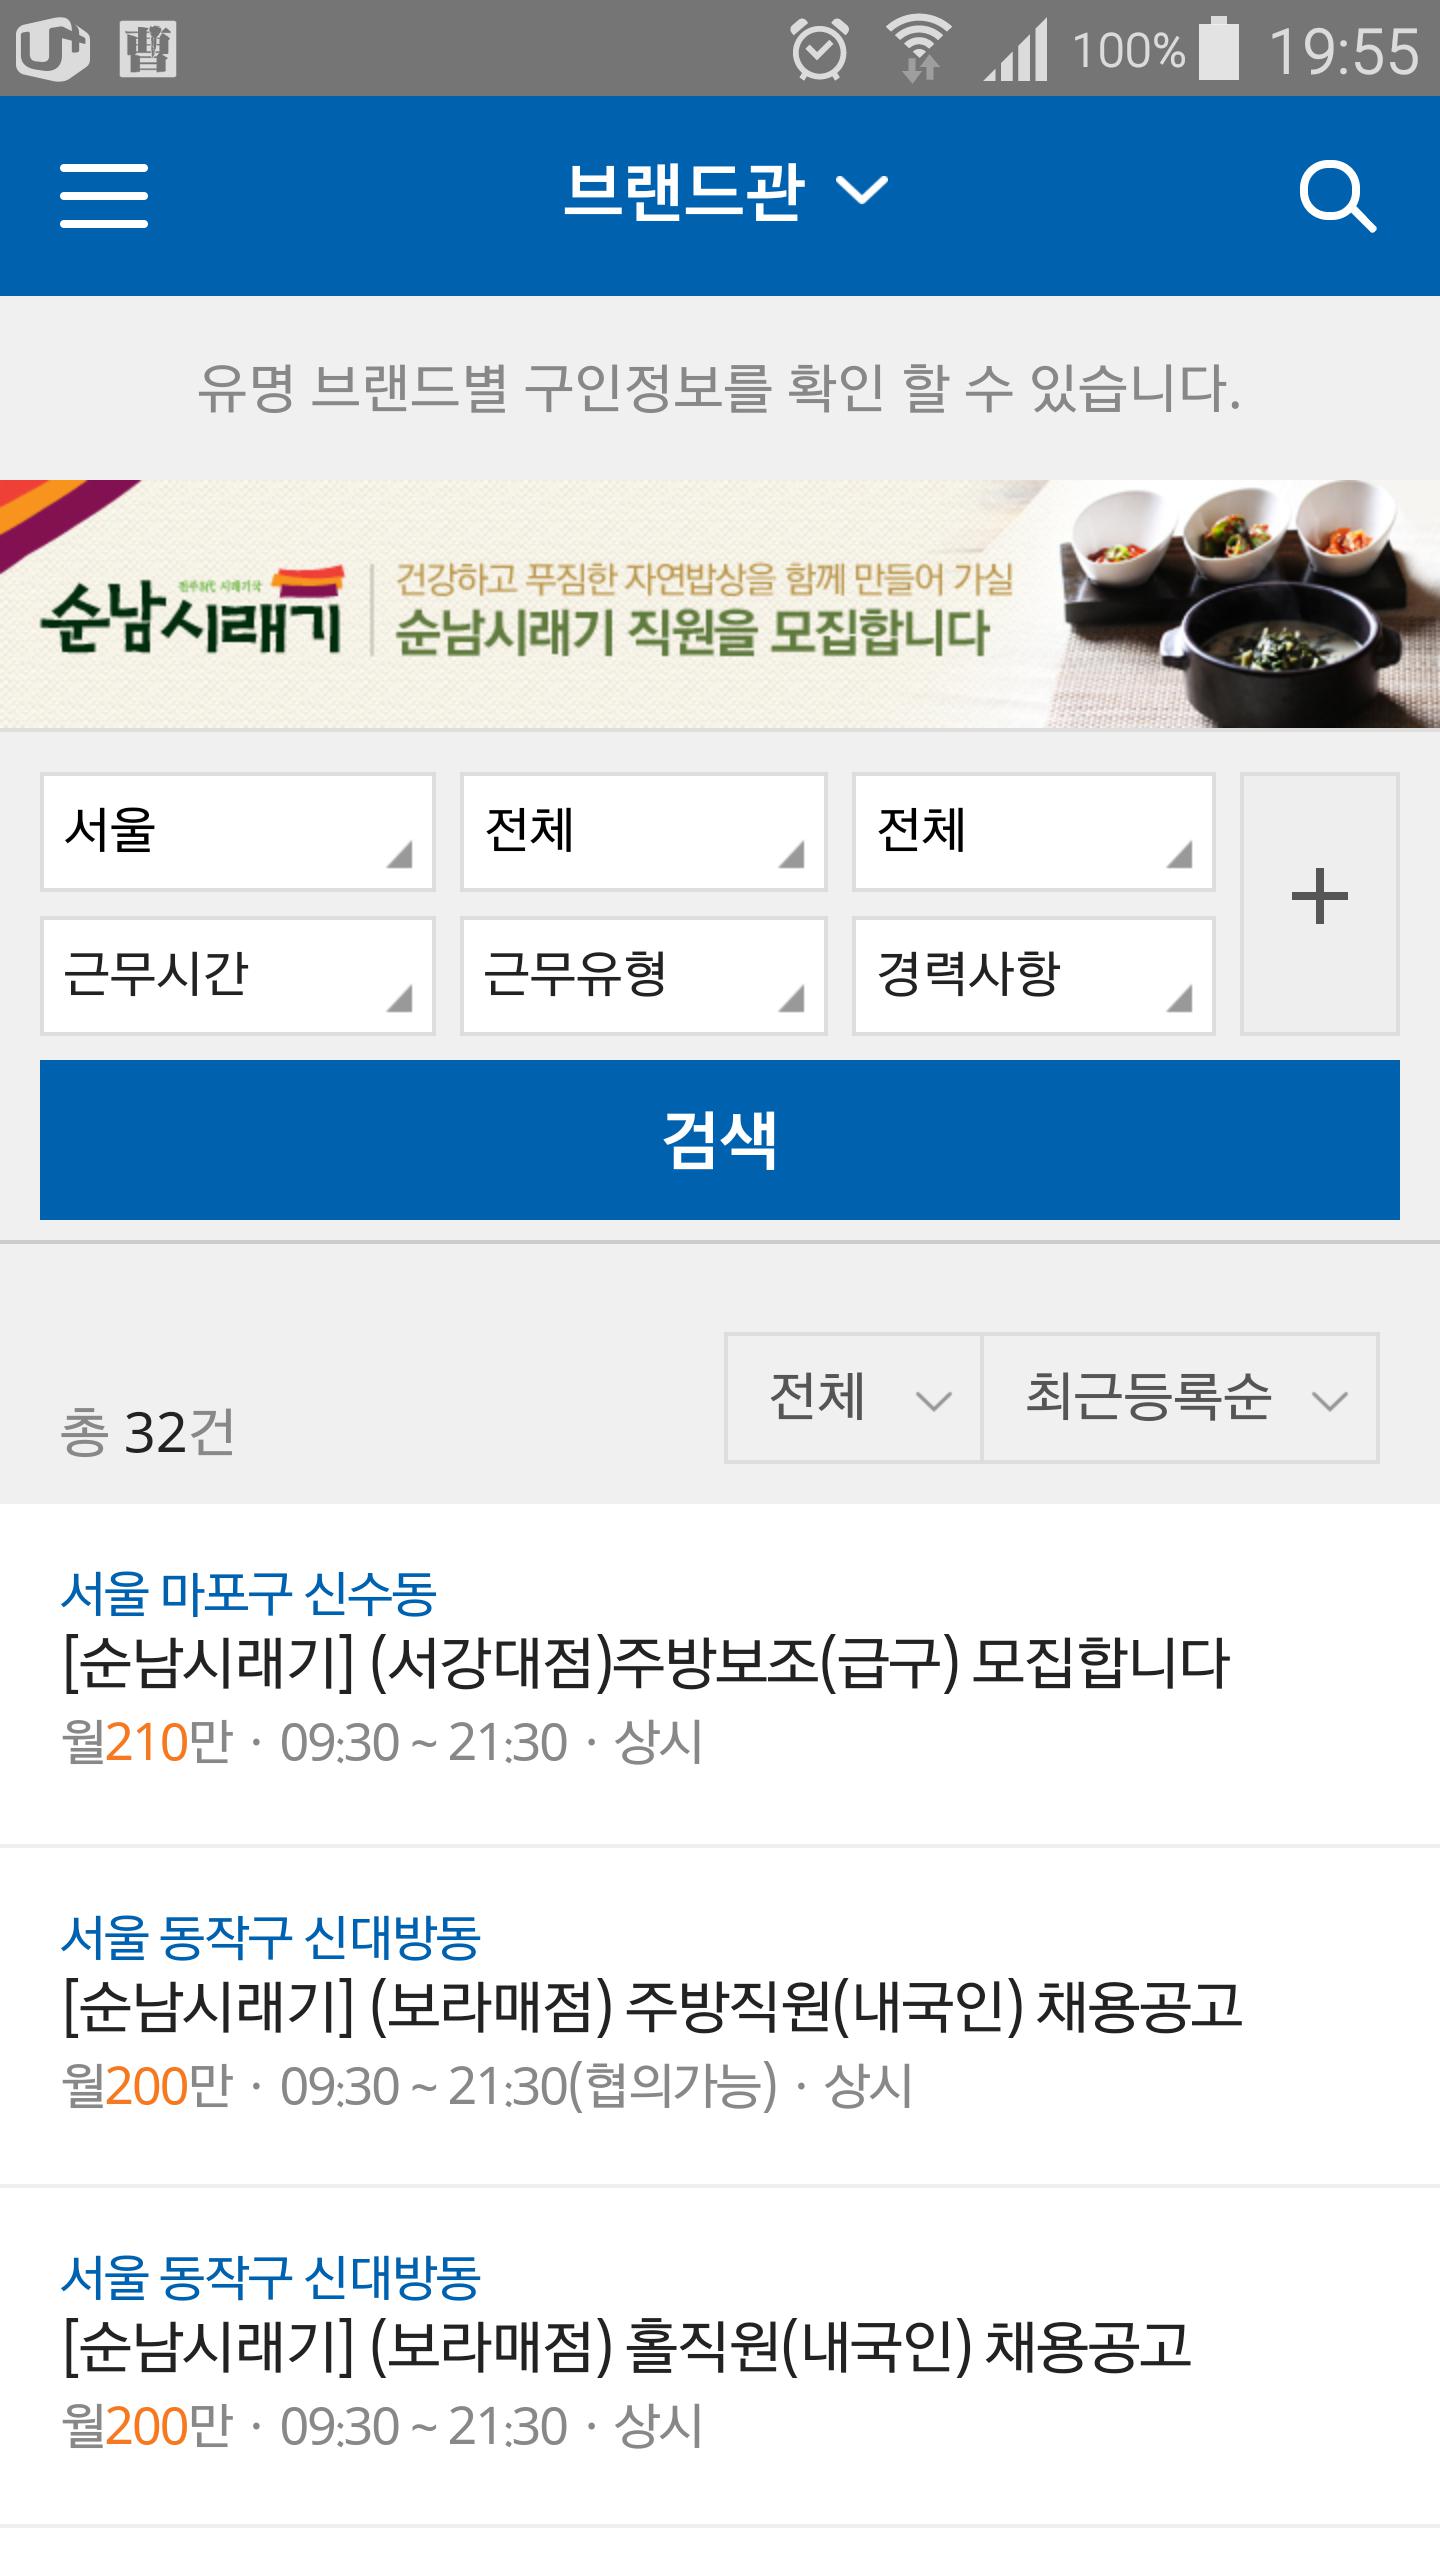 100% 19:55
브랜드관
유명 브랜드별 구인정보를 확인 할 수 있습니다.
건강하고 푸짐한 자연밥상을 함께 만들어 가실
순남시래기
순남시래기 직원을 모집합니다
서울 전체 전체
+
근무시간 근무유형 경력사항
검색
전체 최근등록순
총 32건
서울 마포구 신수동
[순남시래기] (서강대점)주방보조(급구) 모집합니다
월210만 · 09:30 ~ 21:30 · 상시
서울 동작구 신대방동
[순남시래기] (보라매점) 주방직원(내국인) 채용공고
월200만 · 09:30 ~ 21:30(협의가능) · 상시
서울 동작구 신대방동
[순남시래기] (보라매점) 홀직원(내국인) 채용공고
월200만 · 09:30 ~ 21:30 · 상시